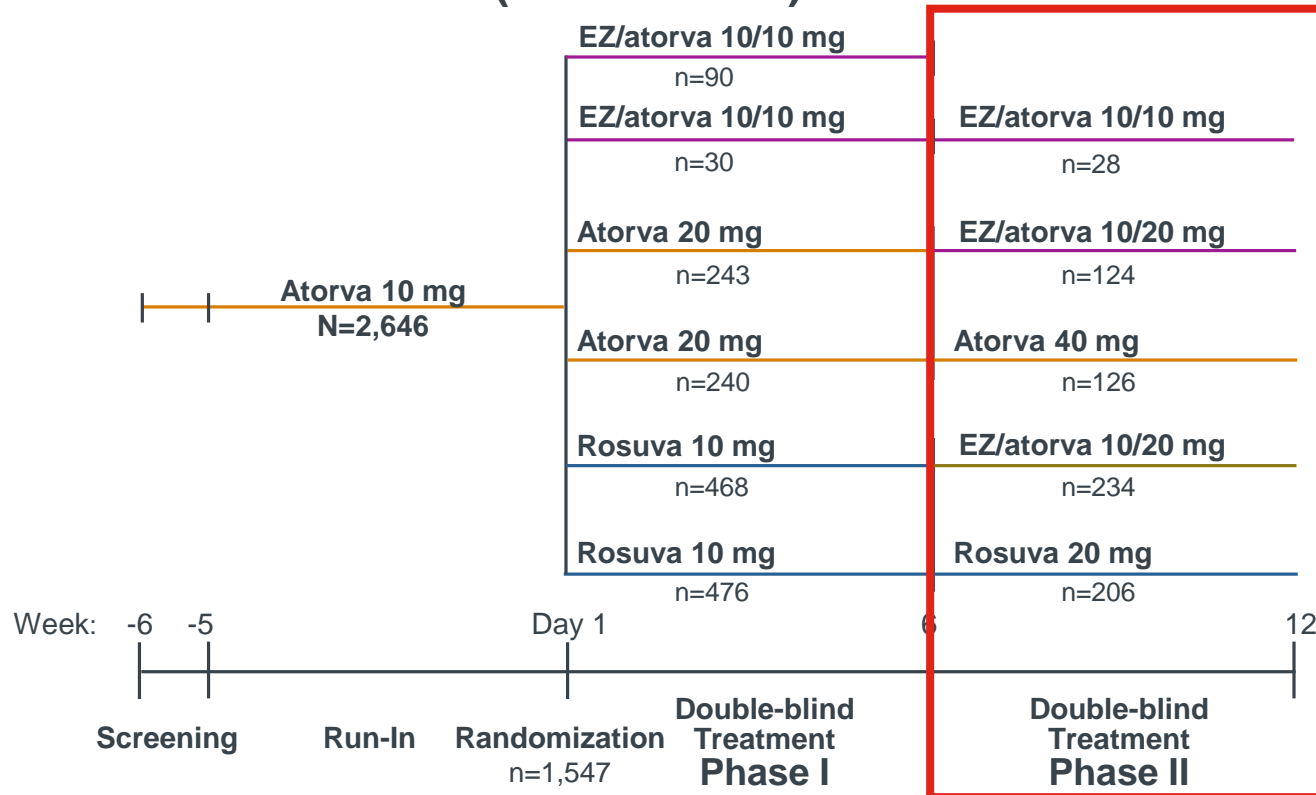 EZ/atorva 10/10 mg
n=90
EZ/atorva 10/10 mg
EZ/atorva 10/10 mg
n=30
n=28
Atorva 20 mg
EZ/atorva 10/20 mg
n=243
n=124
Atorva 10 mg
N=2,646
Atorva 20 mg
Atorva 40 mg
n=240
n=126
Rosuva 10 mg
EZ/atorva 10/20 mg
n=468
n=234
Rosuva 10 mg
Rosuva 20 mg
n=476
n=206
Week: -6 -5 Day 1 6 12
Screening
Run-In
Randomization
n=1,547
Double-blind
Treatment
Phase I
Double-blind
Treatment
Phase II